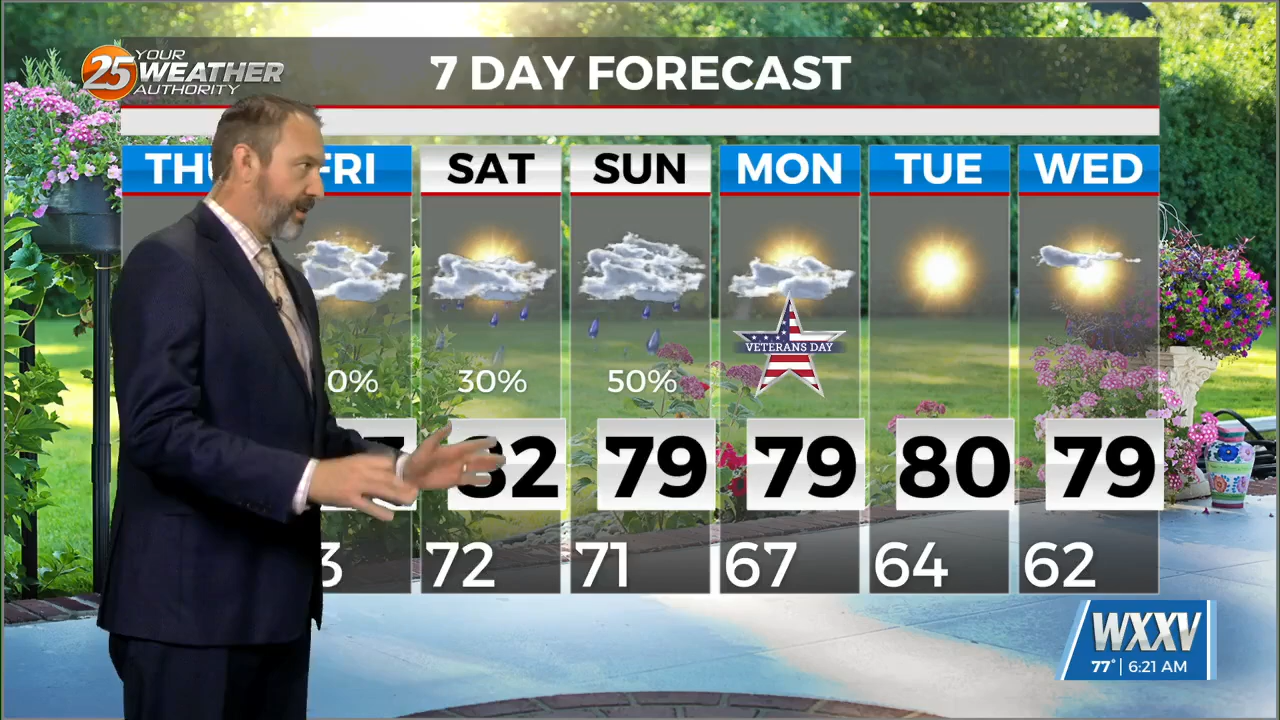 25 YOUR
WEATHER
AUTHORITY
7 DAY FORECAST
FRI SAT SUN MON TUE WED
VETERANS DAY
30% 50%
79 79 80 79
72 71 67 64 62
WXXV
77° | 6:21 AM